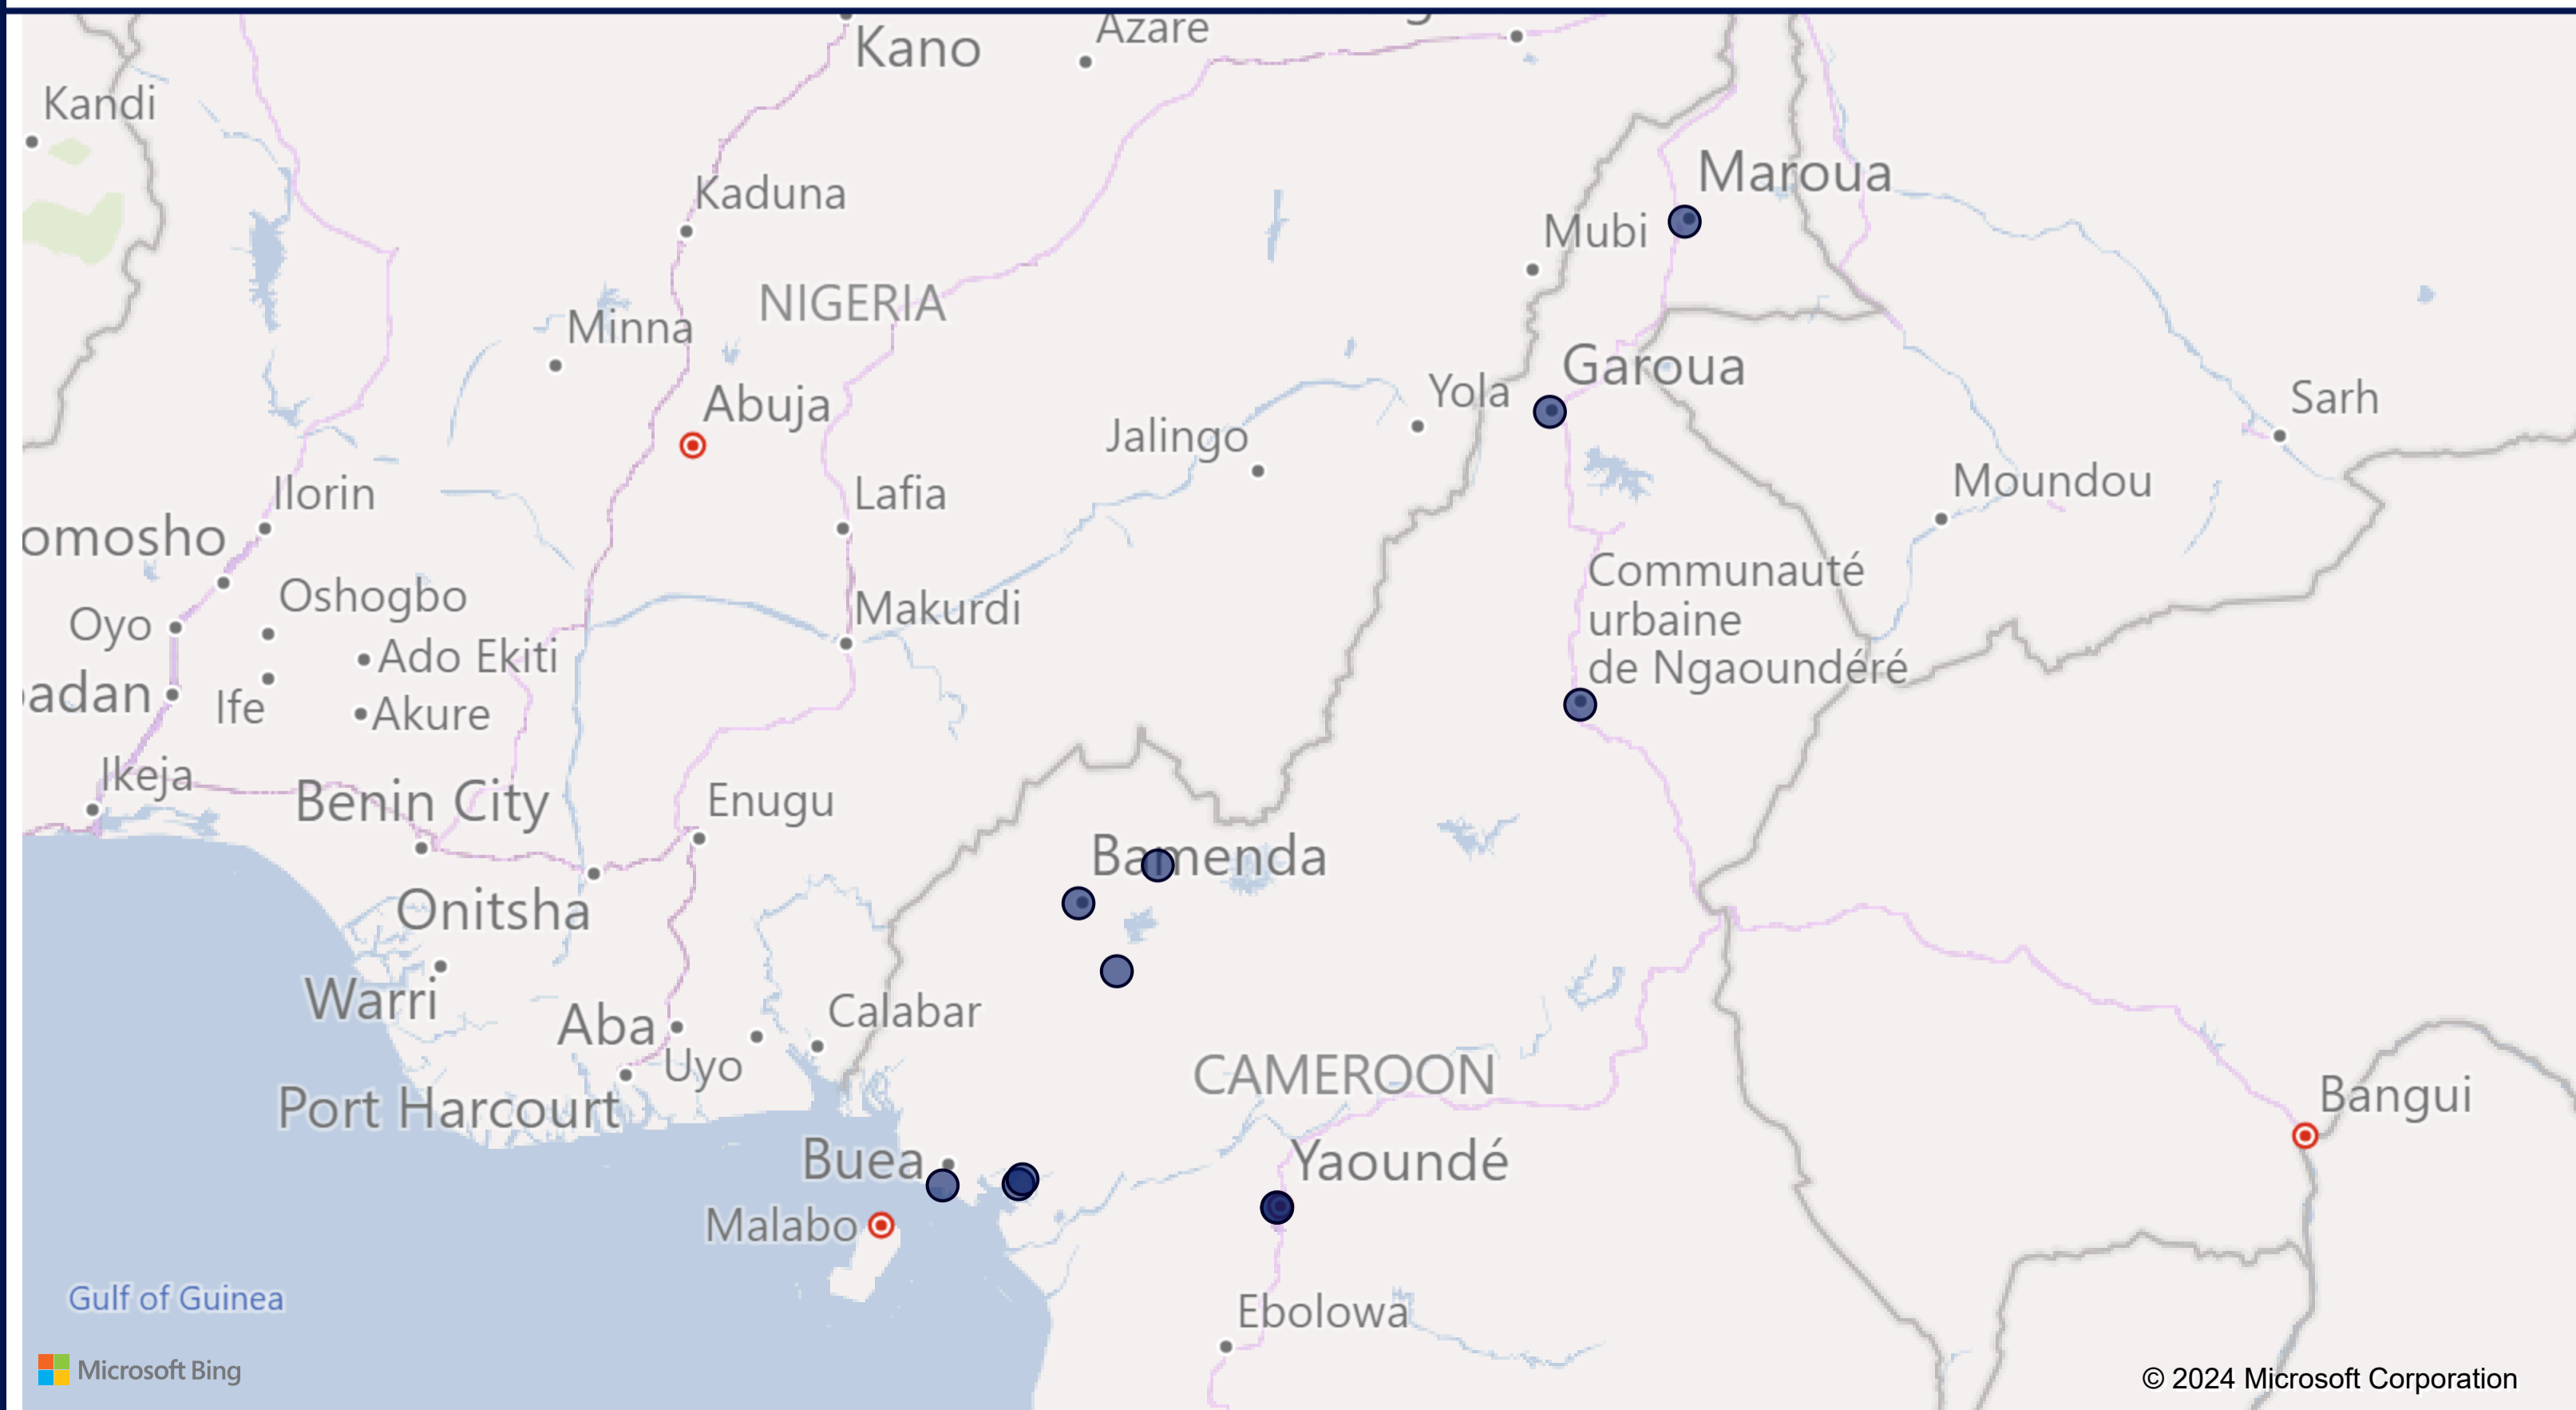 Kano
Azare
Kandi
Maroua
Kaduna
Mubi
NIGERIA
Minna
Garoua
Abuja
Yola
Sarh
Jalingo
Moundou
Ilorin
Lafia
omosho
Communauté
urbaine
de Ngaoundéré
Oshogbo
Makurdi
Oyo
Ado Ekiti
adan
Ife
Akure
Ikeja
Benin City
Enugu
Bamenda
Onitsha
Warri
Calabar
Aba
Uyo
CAMEROON
Port Harcourt
Bangui
Buea
Yaoundé
Malabo
Gulf of Guinea
Ebolowa
Microsoft Bing
© 2024 Microsoft Corporation